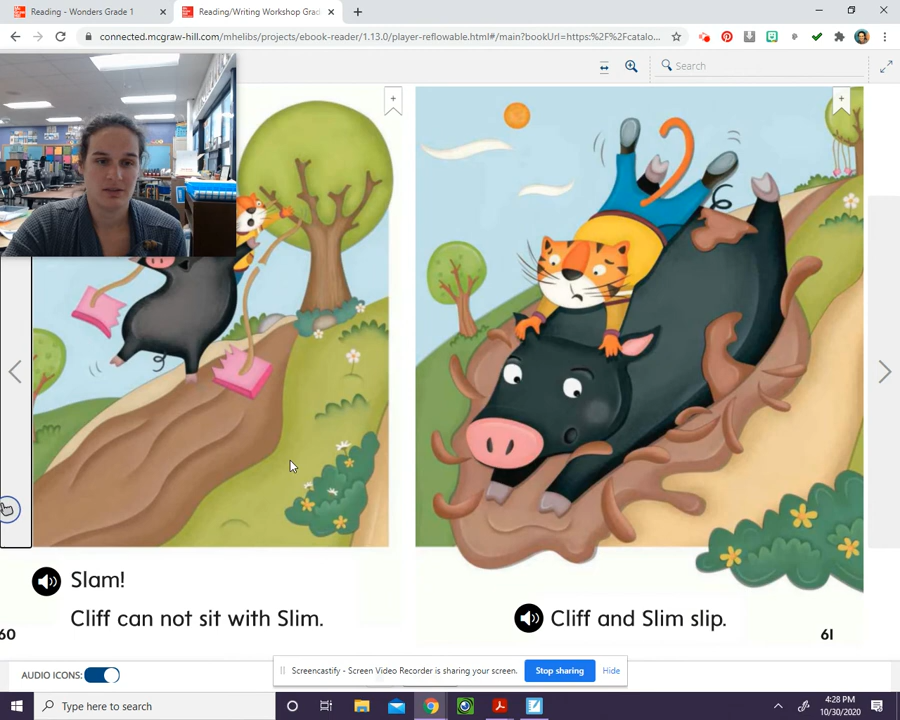 Reading - Wonders Grade 1
Reading/Writing Workshop Grad
connected.mcgraw-hill.com/mhelibs/projects/ebook-reader/1.13.0/player-reflowable.html#/main?bookUrl=https:%2F%2Fcatalo...
Search
Slam!
Cliff can not sit with Slim.
60
Cliff and Slim slip.
61
AUDIO ICONS:
Screencastify - Screen Video Recorder is sharing your screen.
Stop sharing
Hide
Type here to search
4:28 PM
10/30/2020